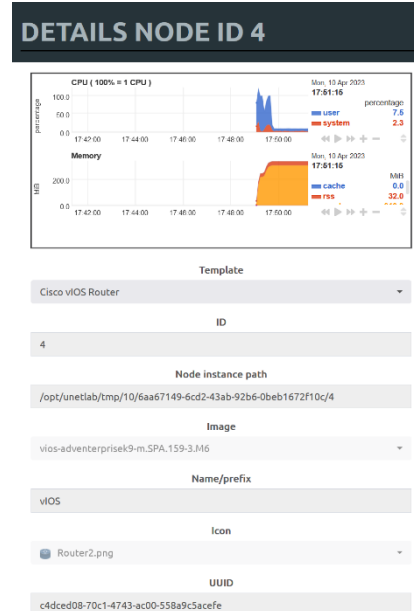 DETAILS NODE ID 4
CPU ( 100% = 1 CPU )
Mon, 10 Apr 2023
17:51:15
percentage
percentage
100.0
50.0
0.0
user 7.5
system 2.3
17:42:00 17:44:00 17:46:00 17:48:00 17:50:00
Memory
Mon, 10 Apr 2023
17:51:15
MiB
MiB
200.0
0.0
cache 0.0
rss 32.0
17:42:00 17:44:00 17:46:00 17:48:00 17:50:00
Template
Cisco vIOS Router
ID
4
Node instance path
/opt/unetlab/tmp/10/6aa67149-6cd2-43ab-92b6-0beb1672f10c/4
Image
vios-adventerprisek9-m.SPA.159-3.M6
Name/prefix
vIOS
Icon
Router2.png
UUID
c4dced08-70c1-4743-ac00-558a9c5acefe